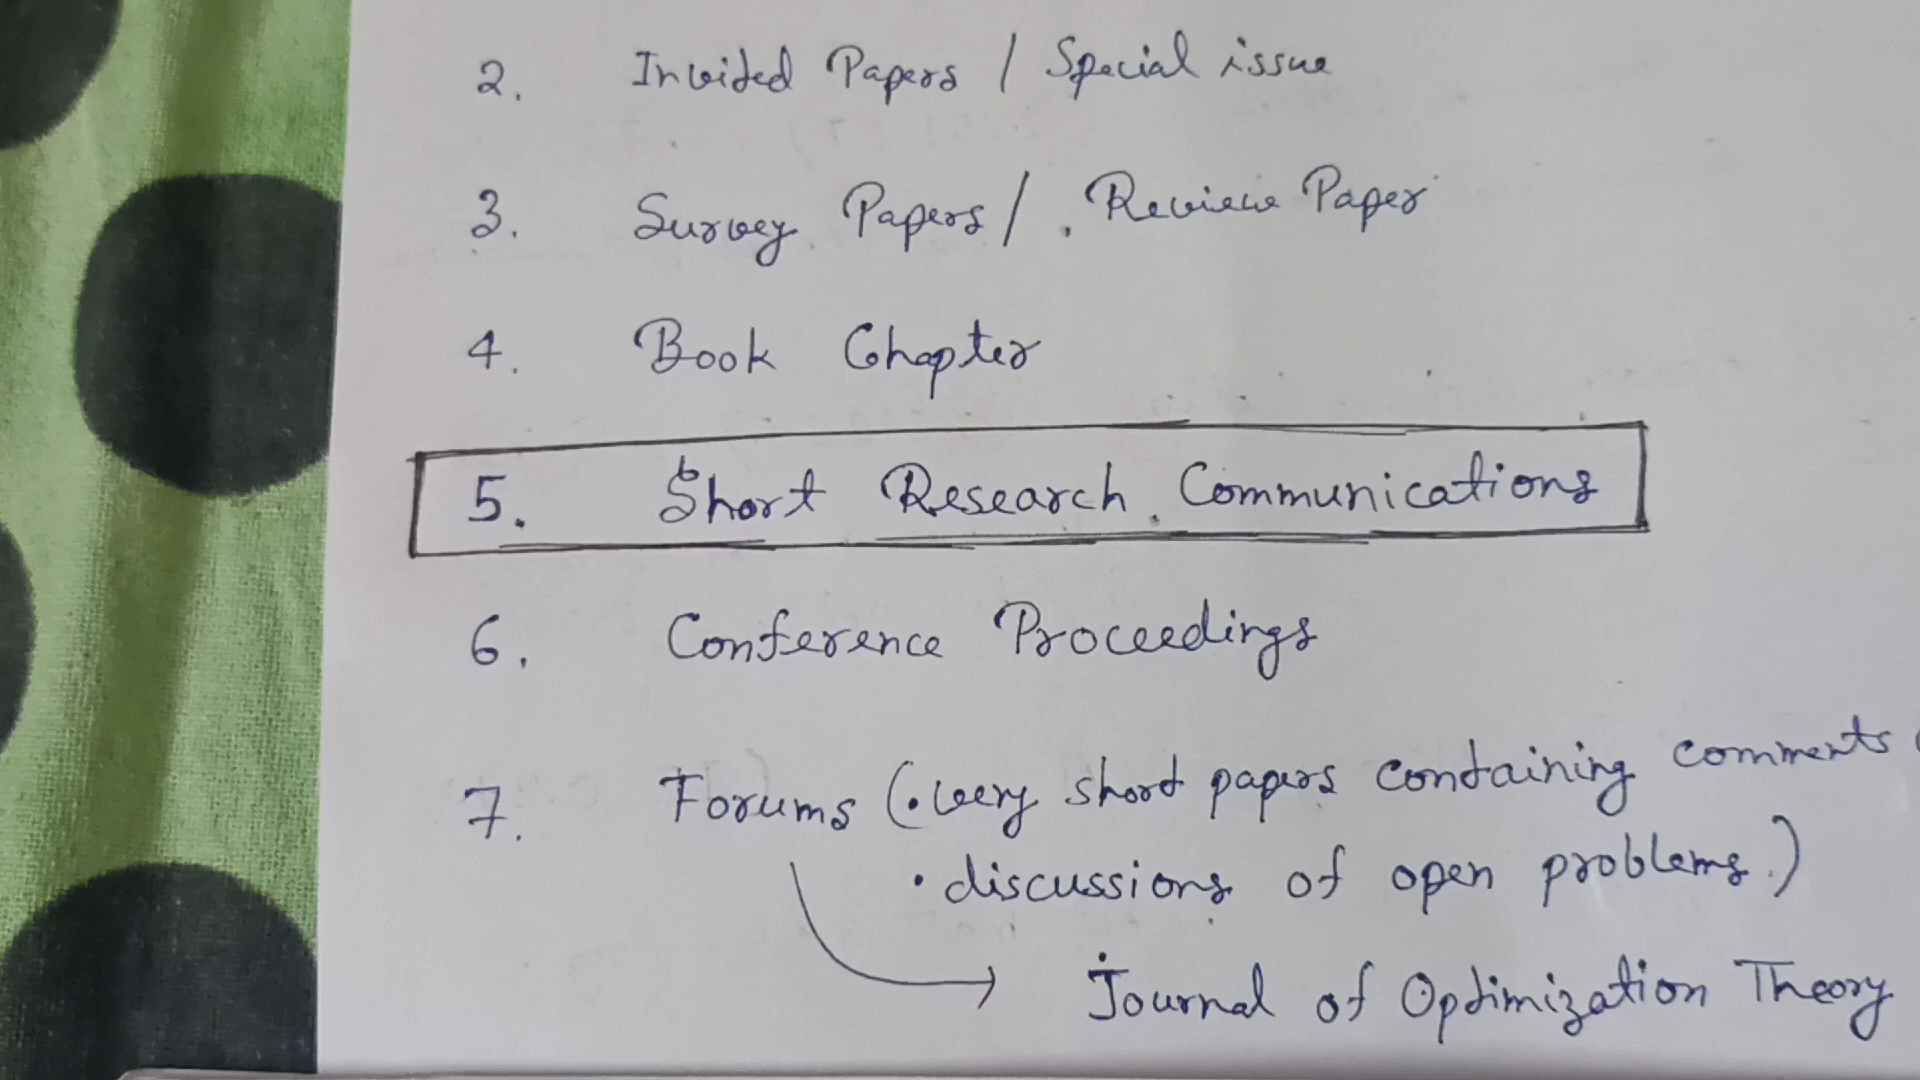 2. Invited Papers / Special issue
3. Survey Papers / Review Paper
4. Book Chapter
5. Short Research Communications
6. Conference Proceedings
7. Forums (• very short papers containing comments
• discussions of open problems.)
Journal of Optimization Theory